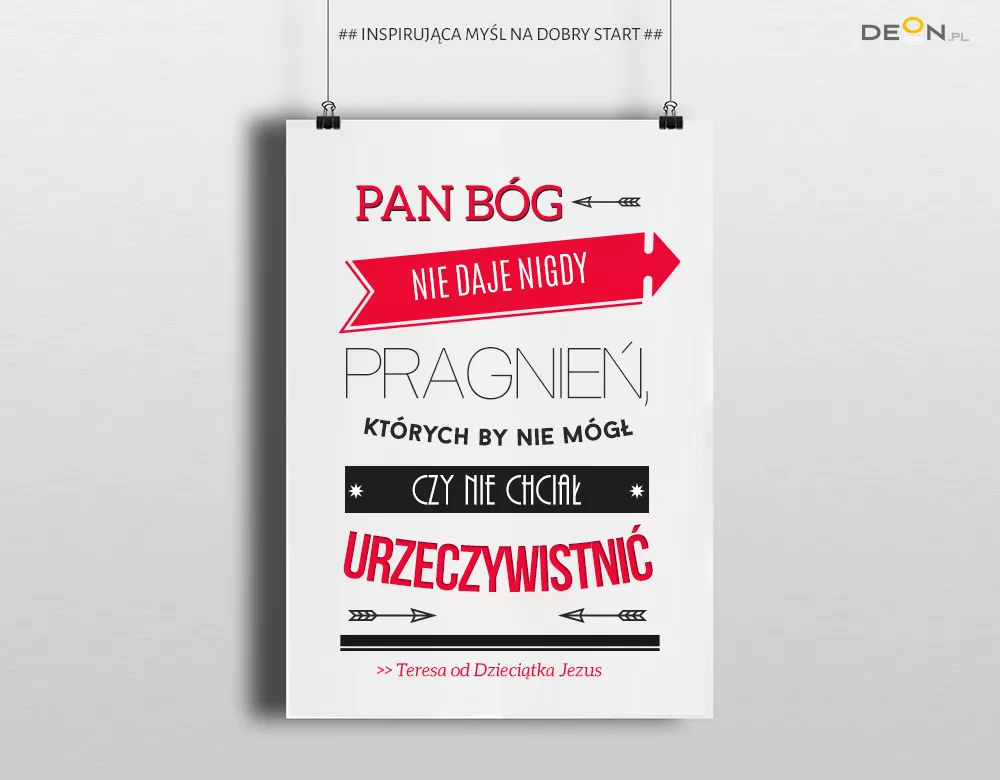 ## INSPIRUJĄCA MYŚL NA DOBRY START ##
DEON.PL
PAN BÓG
NIE DAJE NIGDY
PRAGNIEŃ,
KTÓRYCH BY NIE MÓGŁ
CZY NIE CHCIAŁ
URZECZYWISTNIĆ
>> Teresa od Dzieciątka Jezus